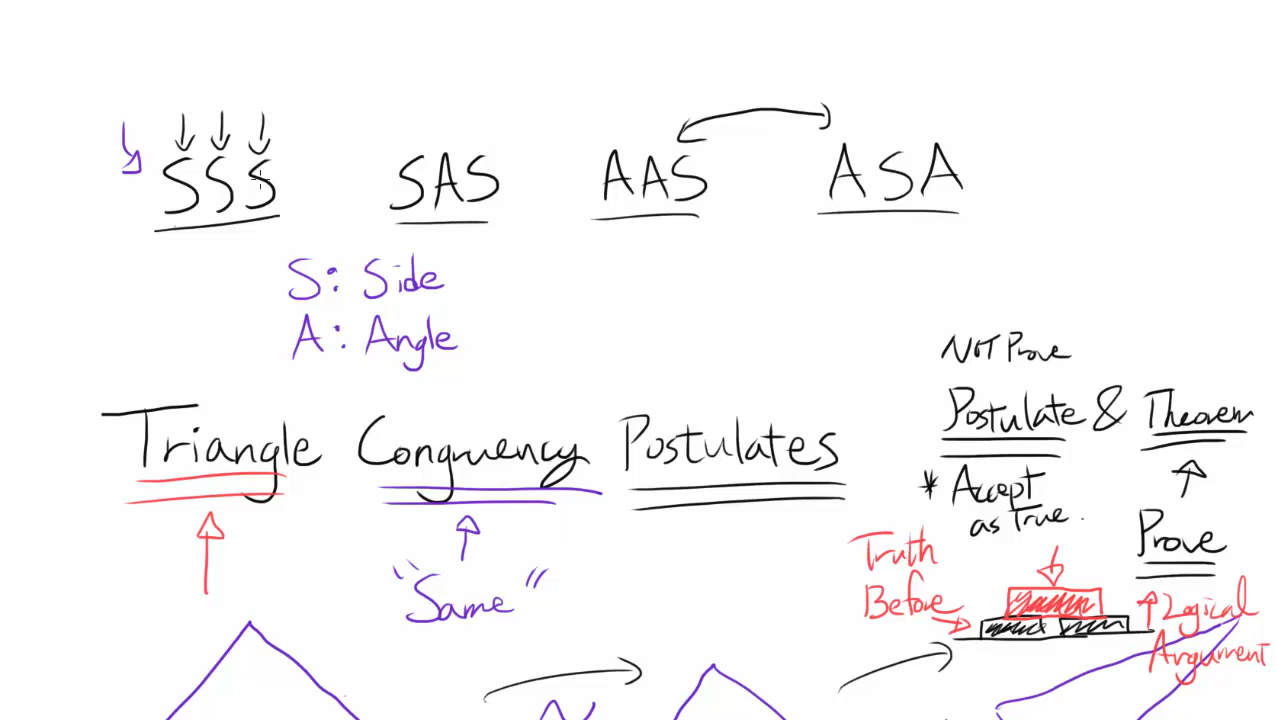 SSS SAS AAS ASA
S: Side
A: Angle
NOT Prove
Postulate & Theorem
Triangle Congruency Postulates
* Accept
as True.
Prove
Truth
Before
"Same"
Logical
Argument